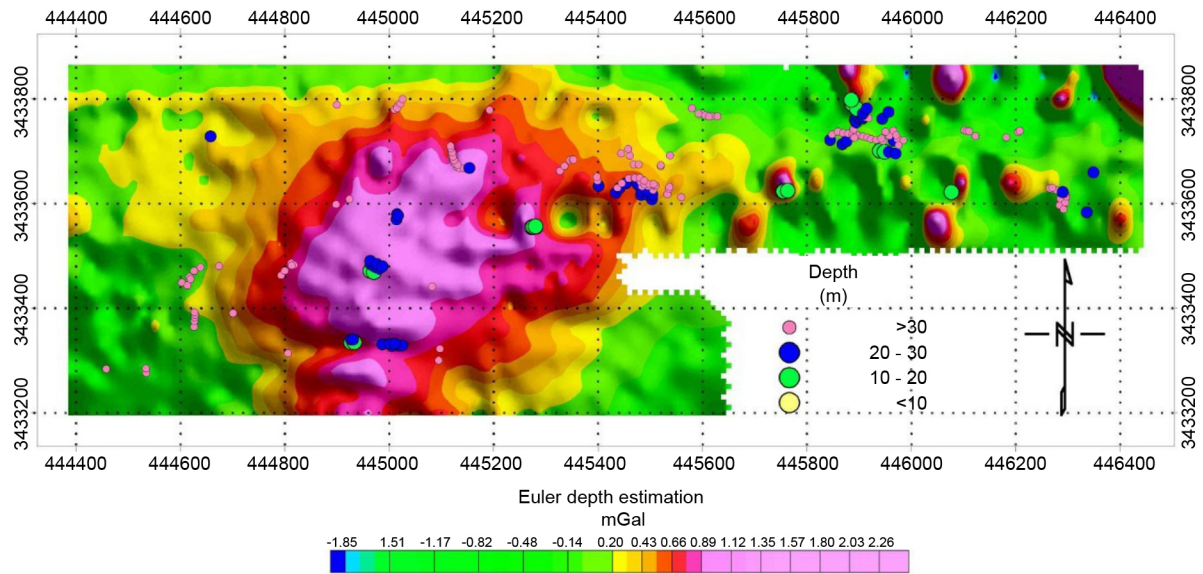 444400 444600 444800 445000 445200 445400 445600 445800 446000 446200 446400
3433800 3433800
3433600 3433600
3433400 3433400
3433200 3433200
Depth
(m)
>30
20 - 30
10 - 20
<10
N
444400 444600 444800 445000 445200 445400 445600 445800 446000 446200 446400
Euler depth estimation
mGal
-1.85 1.51 -1.17 -0.82 -0.48 -0.14 0.20 0.43 0.66 0.89 1.12 1.35 1.57 1.80 2.03 2.26